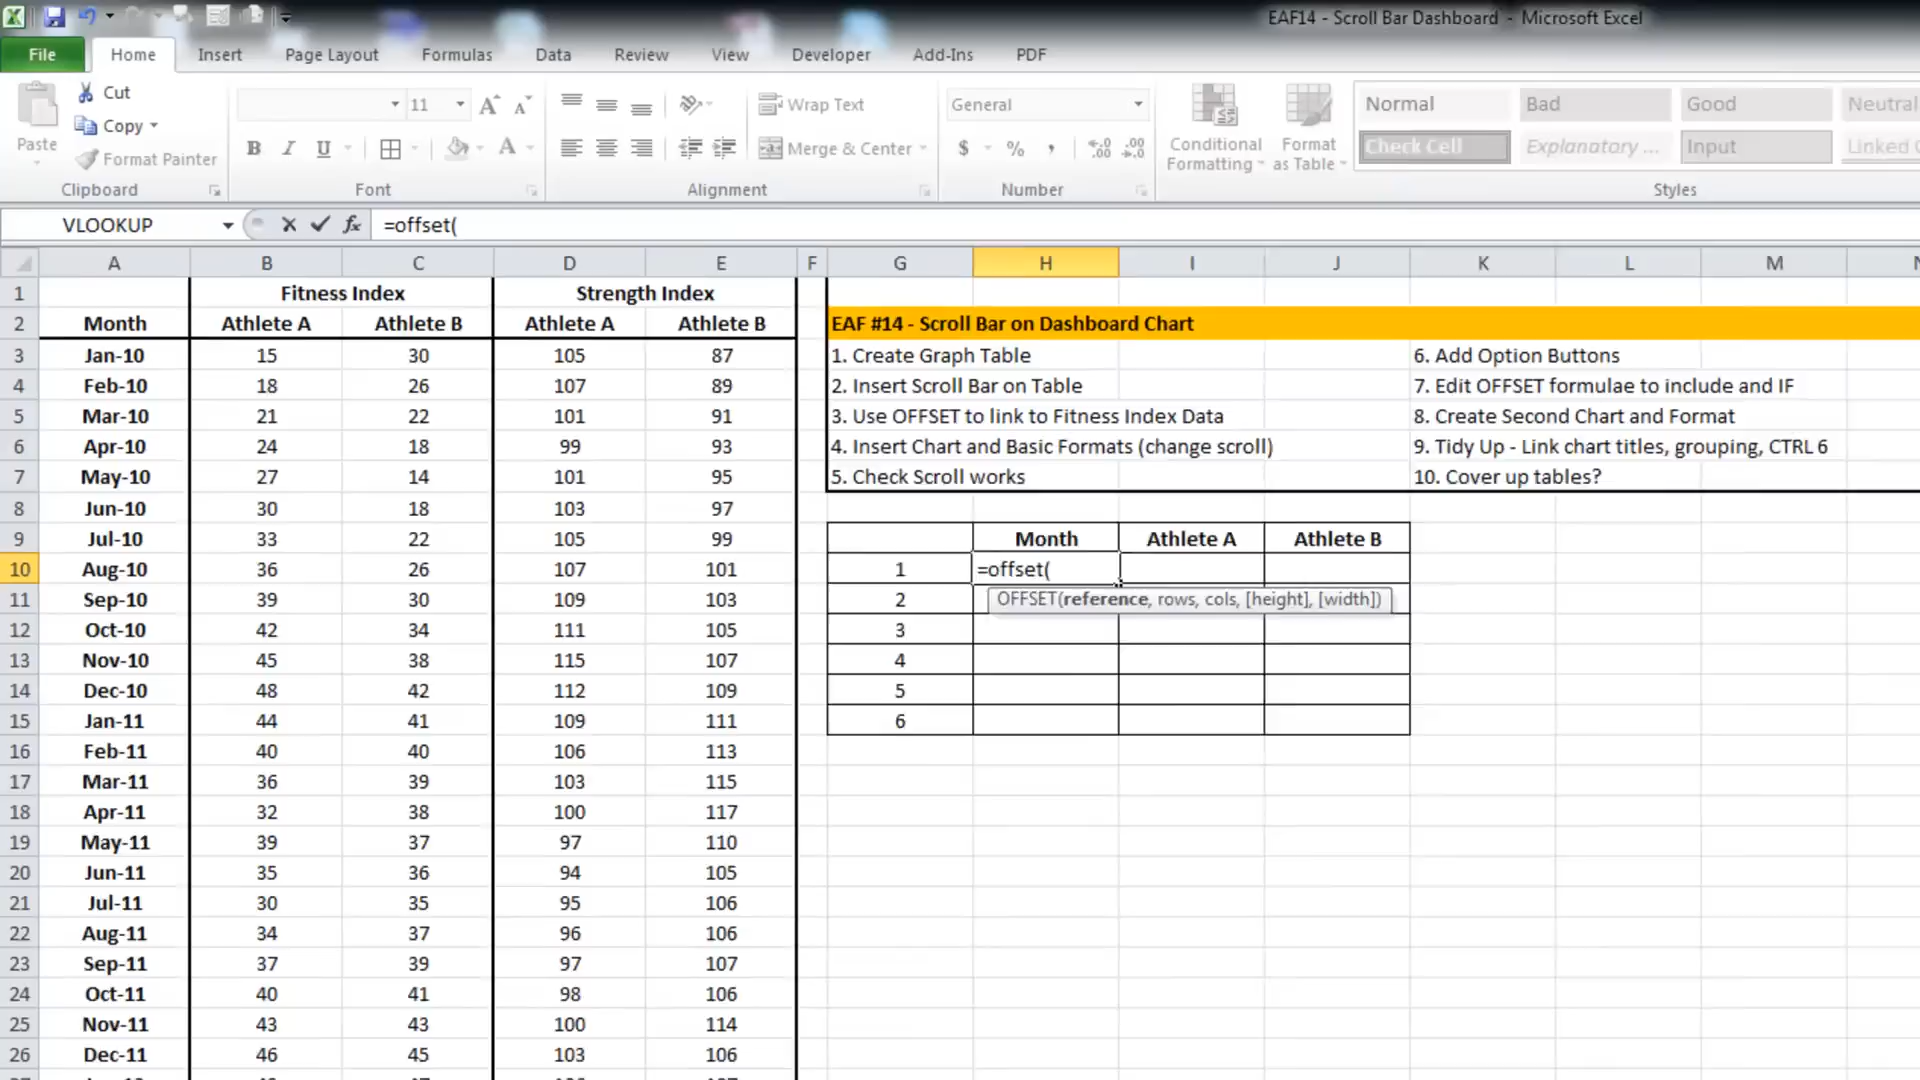 EAF14 - Scroll Bar Dashboard - Microsoft Excel
File Home Insert Page Layout Formulas Data Review View Developer Add-Ins PDF
Paste
Cut
Copy
Format Painter
Clipboard
11
B I U
Font
Wrap Text
Merge & Center
Alignment
General
$ % ,
Number
Conditional Formatting
Format as Table
Normal Bad Good Neutral
Check Cell Explanatory ... Input
Styles
VLOOKUP fx =offset(
A B C D E F G H I J K L M
1 Fitness Index Strength Index
2 Month Athlete A Athlete B Athlete A Athlete B EAF #14 - Scroll Bar on Dashboard Chart
3 Jan-10 15 30 105 87 1. Create Graph Table 6. Add Option Buttons
4 Feb-10 18 26 107 89 2. Insert Scroll Bar on Table 7. Edit OFFSET formulae to include and IF
5 Mar-10 21 22 101 91 3. Use OFFSET to link to Fitness Index Data 8. Create Second Chart and Format
6 Apr-10 24 18 99 93 4. Insert Chart and Basic Formats (change scroll) 9. Tidy Up - Link chart titles, grouping, CTRL 6
7 May-10 27 14 101 95 5. Check Scroll works 10. Cover up tables?
8 Jun-10 30 18 103 97
9 Jul-10 33 22 105 99 Month Athlete A Athlete B
10 Aug-10 36 26 107 101 1 =offset(
11 Sep-10 39 30 109 103 2 OFFSET(reference, rows, cols, [height], [width])
12 Oct-10 42 34 111 105 3
13 Nov-10 45 38 115 107 4
14 Dec-10 48 42 112 109 5
15 Jan-11 44 41 109 111 6
16 Feb-11 40 40 106 113
17 Mar-11 36 39 103 115
18 Apr-11 32 38 100 117
19 May-11 39 37 97 110
20 Jun-11 35 36 94 105
21 Jul-11 30 35 95 106
22 Aug-11 34 37 96 106
23 Sep-11 37 39 97 107
24 Oct-11 40 41 98 106
25 Nov-11 43 43 100 114
26 Dec-11 46 45 103 106